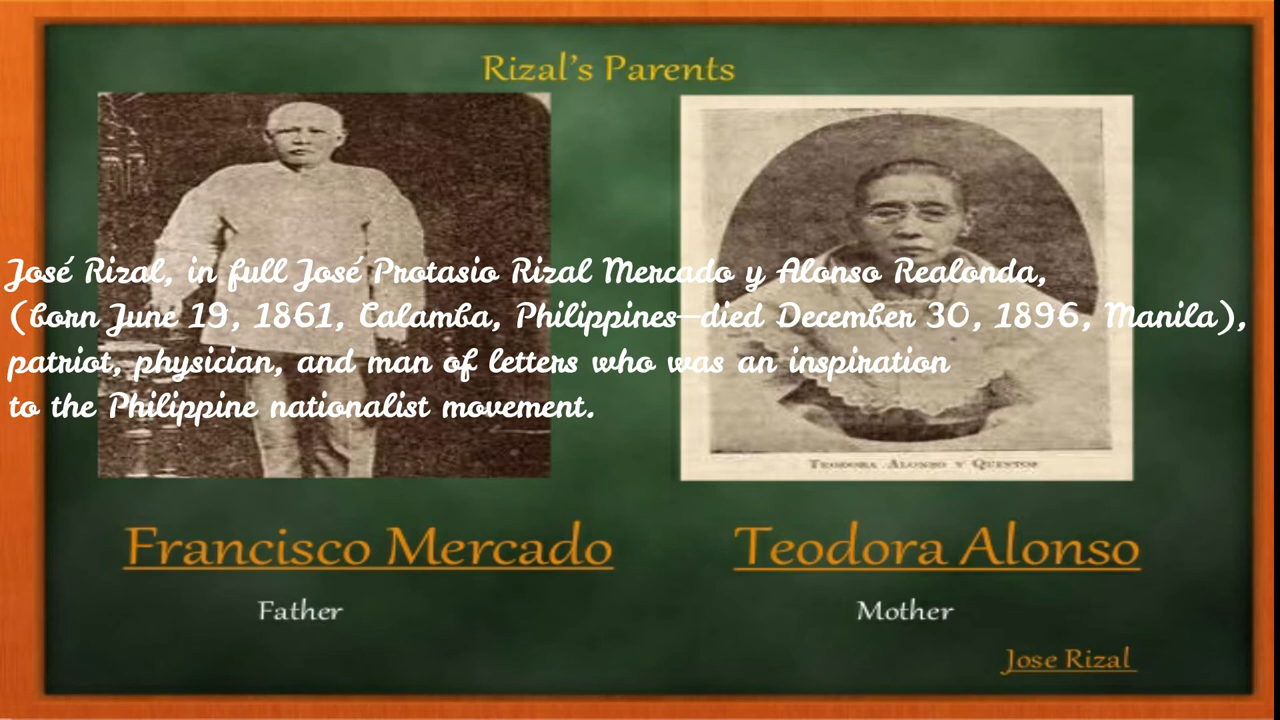 Rizal's Parents
José Rizal, in full José Protasio Rizal Mercado y Alonso Realonda,
(born June 19, 1861, Calamba, Philippines—died December 30, 1896, Manila),
patriot, physician, and man of letters who was an inspiration
to the Philippine nationalist movement.
TEODORA ALONSO Y QUINTOS
Francisco Mercado
Teodora Alonso
Father
Mother
Jose Rizal